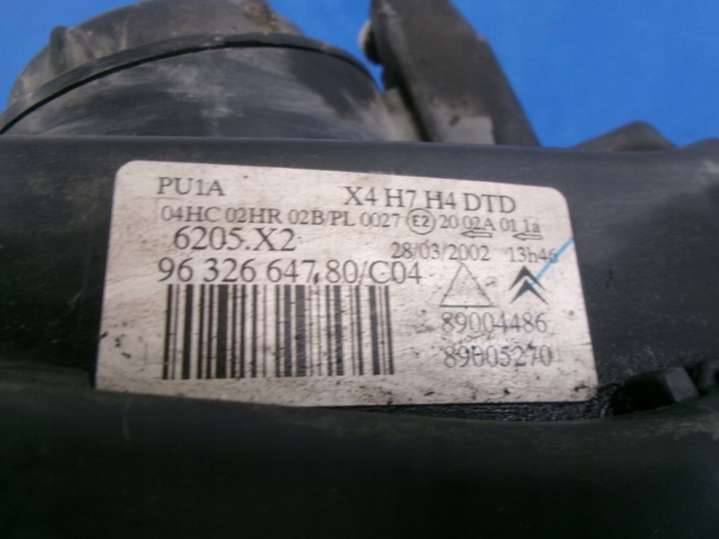 PU1A X4 H7 H4 DTD
04HC 02HR 02B/PL 0027 E2 20 02A 01 1a
6205.X2 28/03/2002 13h46
96 326 647 80/C04
89004486
89005270